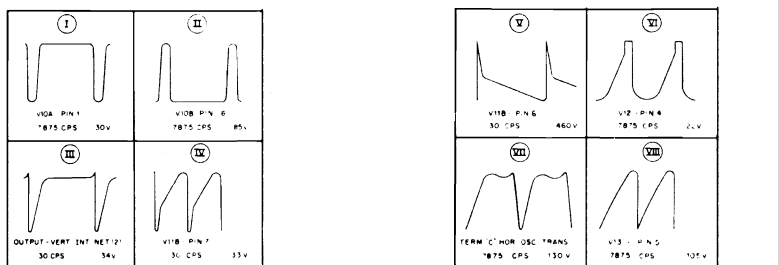 I
V10A PIN 1
7875 CPS 30V
II
V10B PIN 6
7875 CPS 85V
III
OUTPUT-VERT INT NET (2)
30 CPS 34V
IV
V11B - PIN 7
30 CPS 33V
V
V11B - PIN 6
30 CPS 460V
VI
V12 - PIN 4
7875 CPS
VII
TERM "C" HOR OSC TRANS
7875 CPS 130V
VIII
V13 - PIN 5
7875 CPS 105V